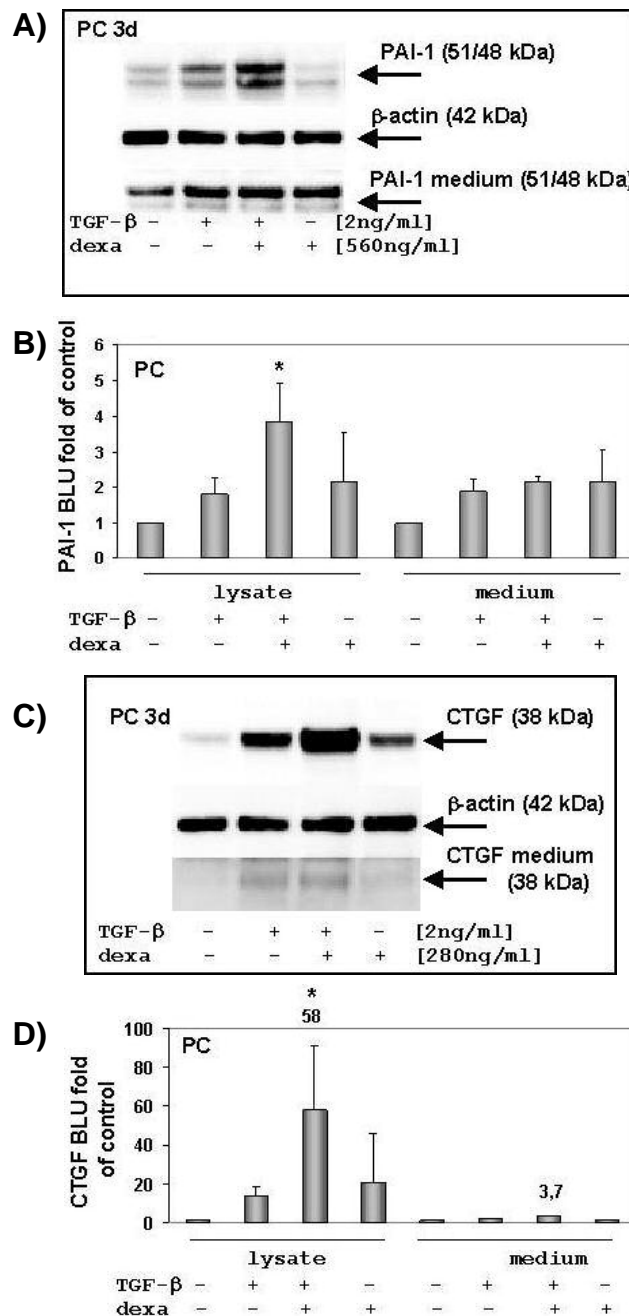 A)
PC 3d
PAI-1 (51/48 kDa)
β-actin (42 kDa)
PAI-1 medium (51/48 kDa)
TGF-β - + + - [2ng/ml]
dexa - - + + [560ng/ml]
B)
PAI-1 BLU fold of control
6
5
4
3
2
1
0
PC
*
lysate medium
TGF-β - + + - - + + -
dexa - - + + - - + +
C)
PC 3d
CTGF (38 kDa)
β-actin (42 kDa)
CTGF medium
(38 kDa)
TGF-β - + + - [2ng/ml]
dexa - - + + [280ng/ml]
D)
CTGF BLU fold
of control
100
80
60
40
20
0
PC
*
58
3,7
lysate medium
TGF-β - + + - - + + -
dexa - - + + - - + +